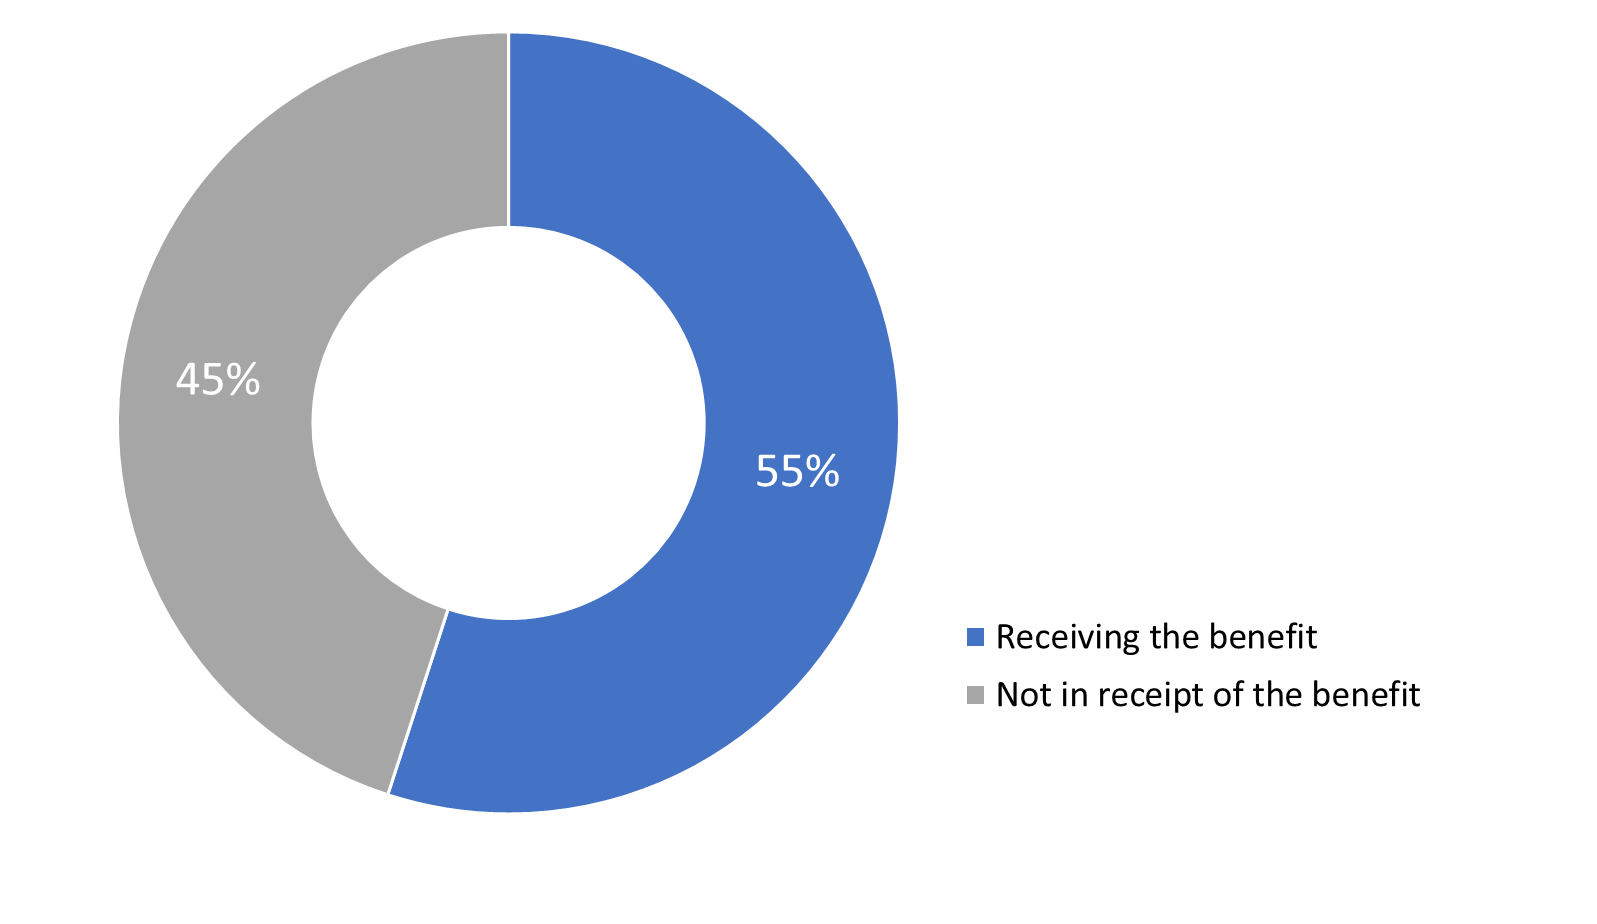 45%
55%
Receiving the benefit
Not in receipt of the benefit